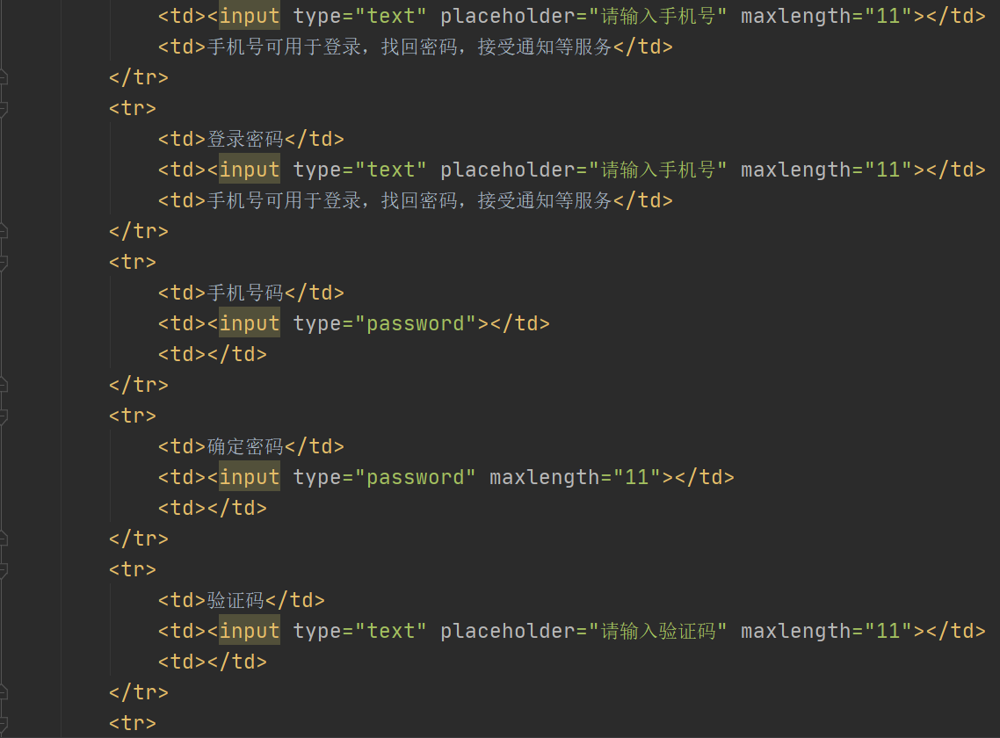 <td><input type="text" placeholder="请输入手机号" maxlength="11"></td>
<td>手机号可用于登录，找回密码，接受通知等服务</td>
</tr>
<tr>
<td>登录密码</td>
<td><input type="text" placeholder="请输入手机号" maxlength="11"></td>
<td>手机号可用于登录，找回密码，接受通知等服务</td>
</tr>
<tr>
<td>手机号码</td>
<td><input type="password"></td>
<td></td>
</tr>
<tr>
<td>确定密码</td>
<td><input type="password" maxlength="11"></td>
<td></td>
</tr>
<tr>
<td>验证码</td>
<td><input type="text" placeholder="请输入验证码" maxlength="11"></td>
<td></td>
</tr>
<tr>